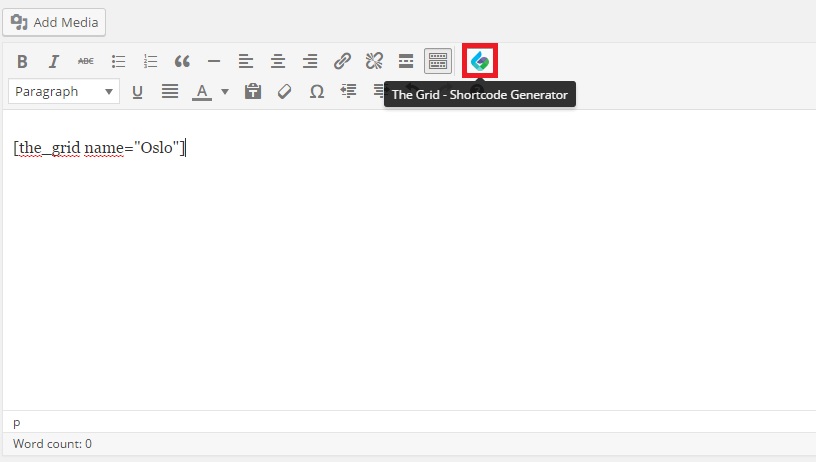 Add Media
B I ABC
Paragraph U A Ω
The Grid - Shortcode Generator
[the_grid name="Oslo"]
p
Word count: 0